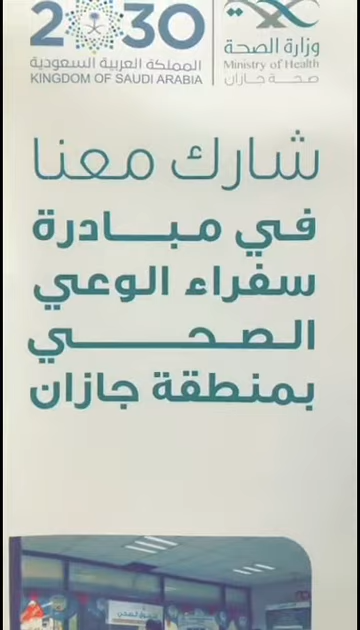 2030
المملكة العربية السعودية
KINGDOM OF SAUDI ARABIA
وزارة الصحة
Ministry of Health
صحة جازان
شارك معنا
في مبادرة
سفراء الوعي
الصحي
بمنطقة جازان